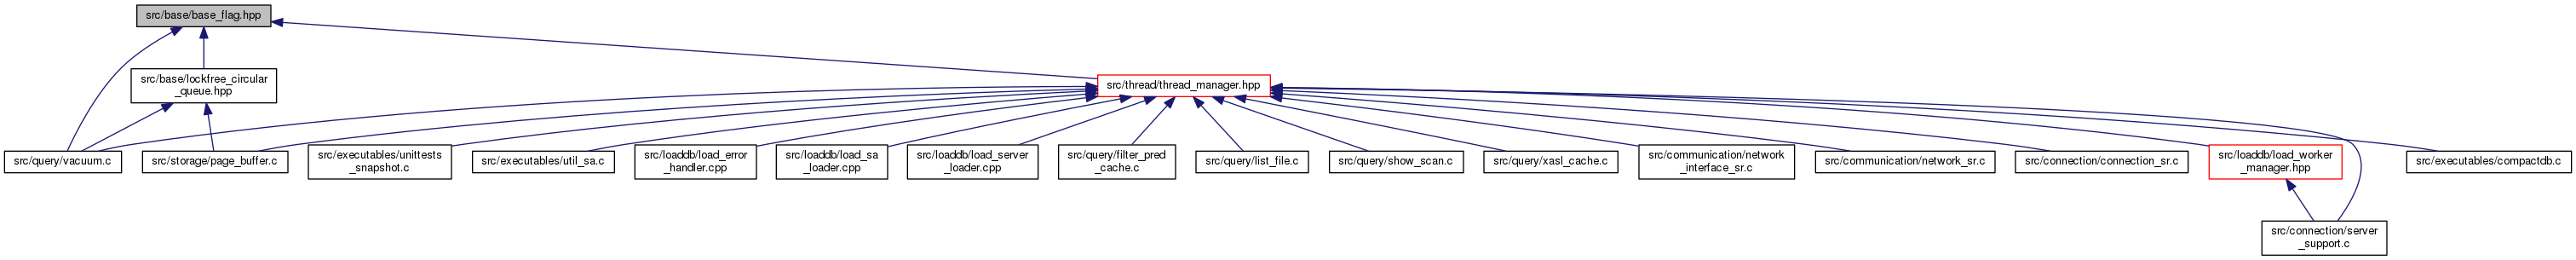 src/base/base_flag.hpp
src/base/lockfree_circular
_queue.hpp
src/thread/thread_manager.hpp
src/query/vacuum.c
src/storage/page_buffer.c
src/executables/unittests
_snapshot.c
src/executables/util_sa.c
src/loaddb/load_error
_handler.cpp
src/loaddb/load_sa
_loader.cpp
src/loaddb/load_server
_loader.cpp
src/query/filter_pred
_cache.c
src/query/list_file.c
src/query/show_scan.c
src/query/xasl_cache.c
src/communication/network
_interface_sr.c
src/communication/network_sr.c
src/connection/connection_sr.c
src/loaddb/load_worker
_manager.hpp
src/executables/compactdb.c
src/connection/server
_support.c